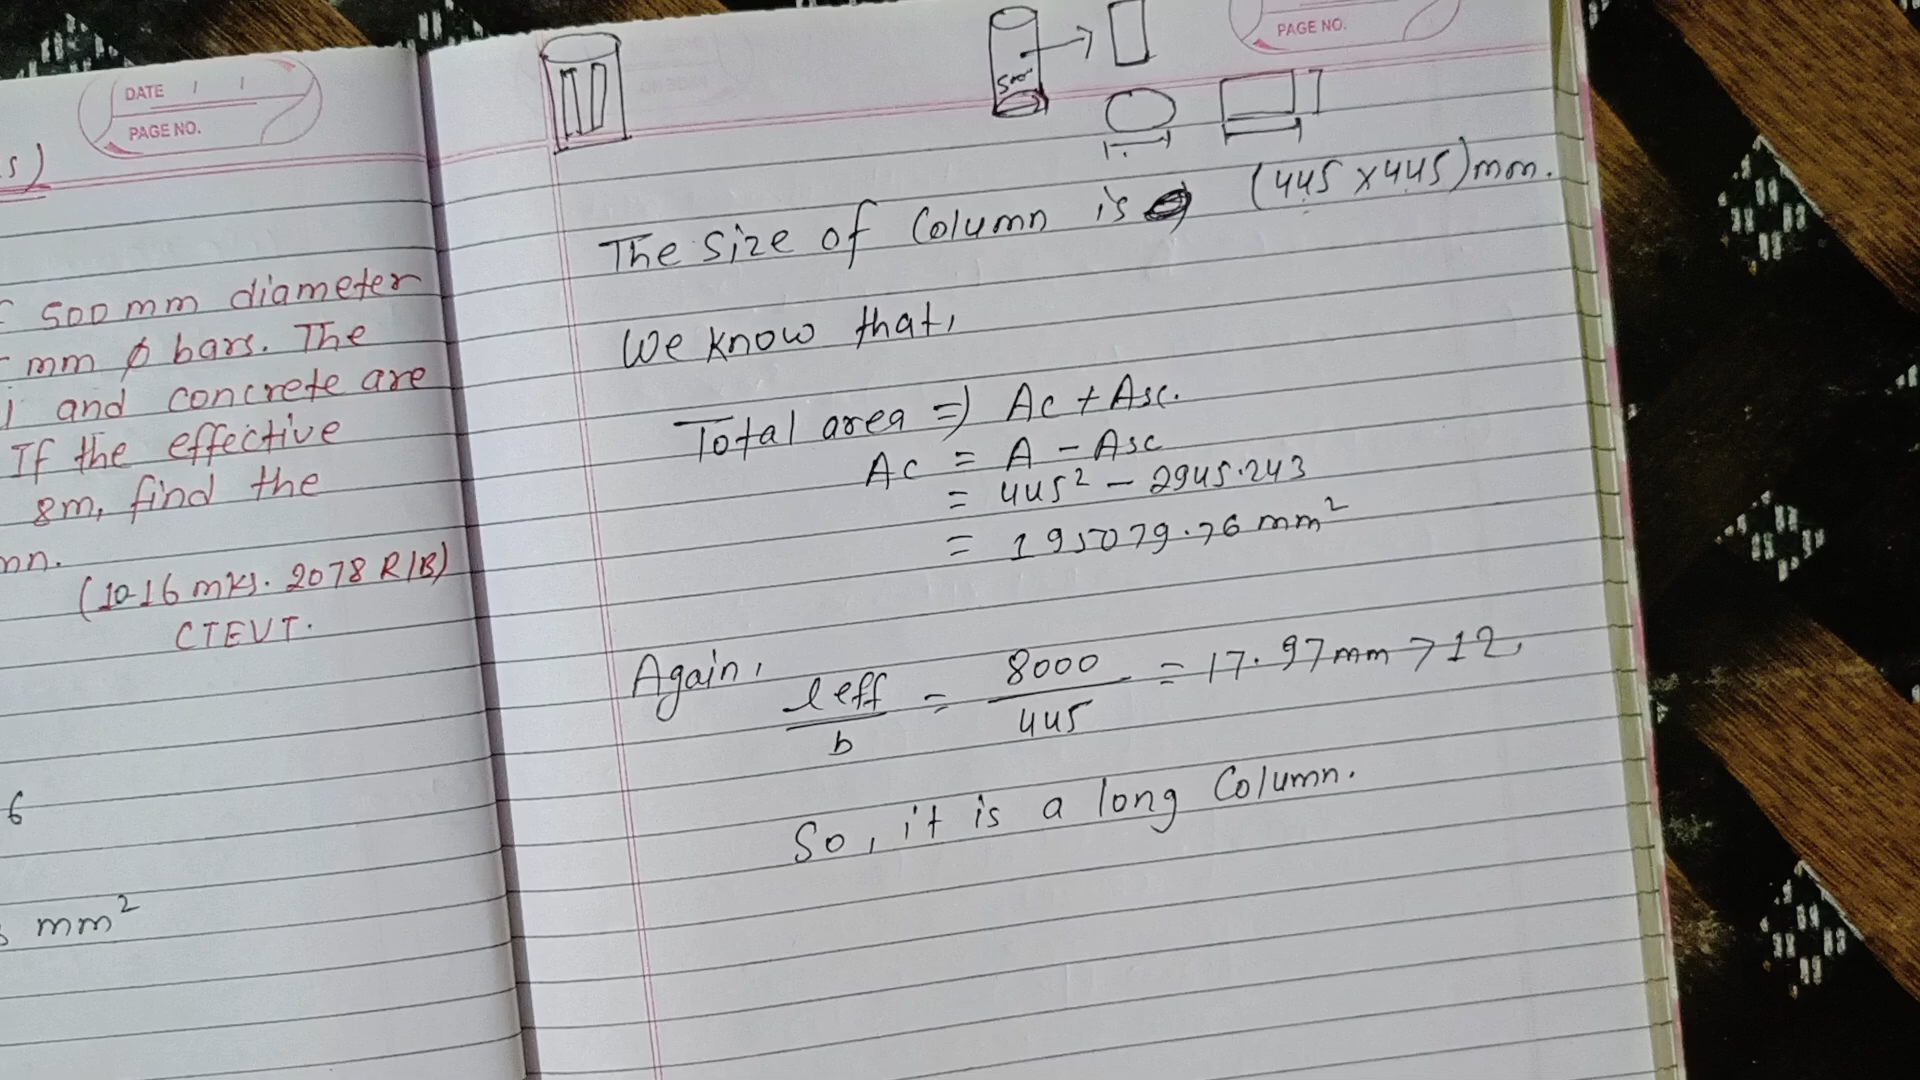 DATE / /
PAGE NO.
s)
500 mm diameter
mm ϕ bars. The
and concrete are
If the effective
8m, find the
mn.
(10-16 mks. 2078 R/B)
CTEVT.
6
mm²
PAGE NO.
500
The size of Column is (445 x 445)mm.
We know that,
Total area => Ac + Asc.
Ac = A - Asc
= 445² - 2945.243
= 195079.76 mm²
Again, leff/b = 8000/445 = 17.97mm > 12,
So, it is a long Column.